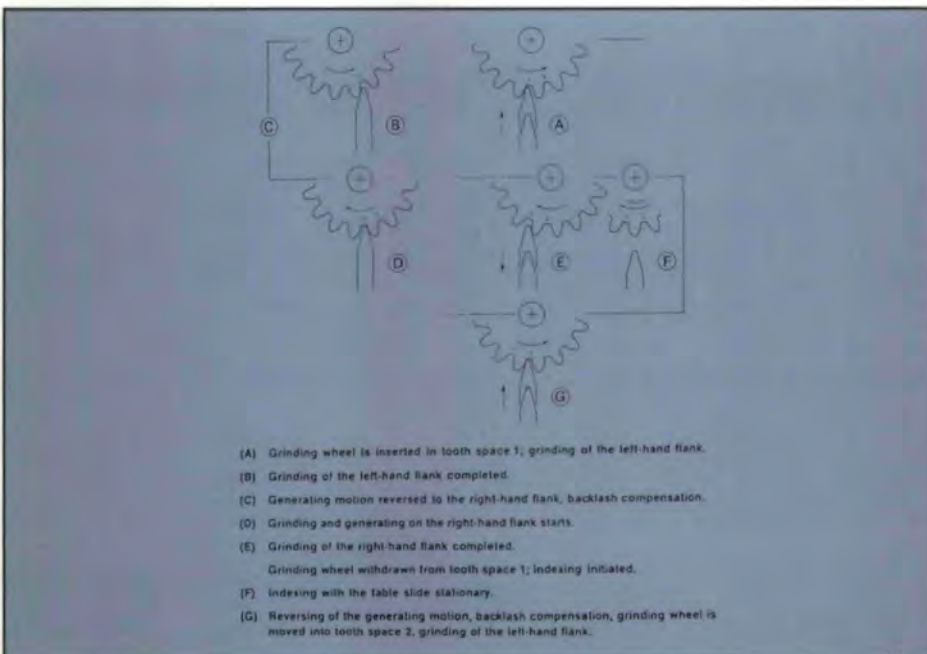 B
A
C
D
E
F
G
(A) Grinding wheel is inserted in tooth space 1; grinding of the left-hand flank.
(B) Grinding of the left-hand flank completed.
(C) Generating motion reversed to the right-hand flank, backlash compensation.
(D) Grinding and generating on the right-hand flank starts.
(E) Grinding of the right-hand flank completed.
Grinding wheel withdrawn from tooth space 1; indexing initiated.
(F) Indexing with the table slide stationary.
(G) Reversing of the generating motion, backlash compensation, grinding wheel is
moved into tooth space 2, grinding of the left-hand flank.